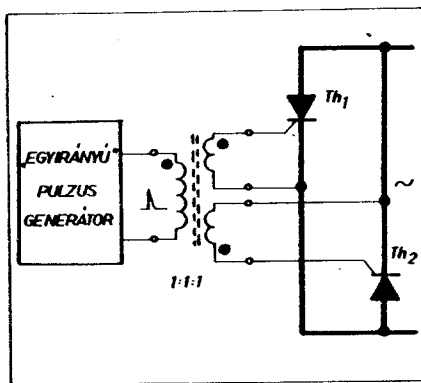 Th₁
„EGYIRÁNYÚ"
PULZUS
GENERÁTOR
~
Th₂
1:1:1